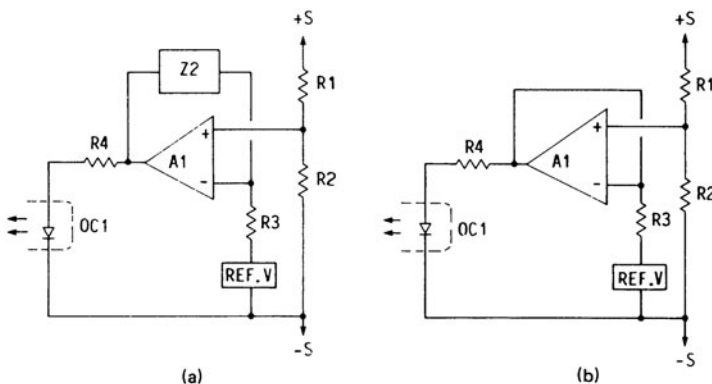 +S
Z2
R1
R4
+
A1
R2
-
OC1
R3
REF.V
-S
(a)
+S
R1
R4
+
A1
R2
-
OC1
R3
REF.V
-S
(b)